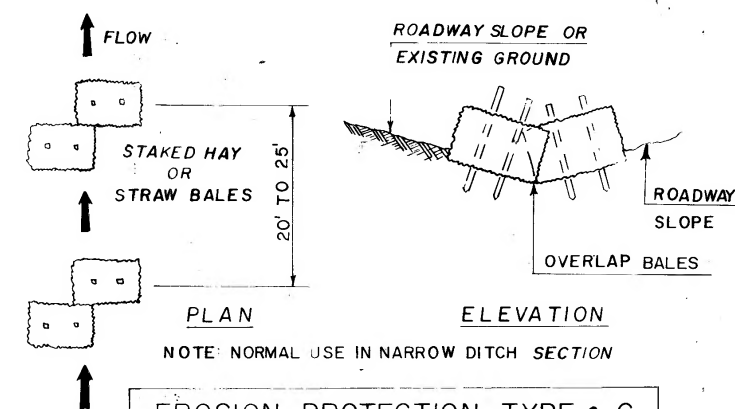 FLOW
ROADWAY SLOPE OR
EXISTING GROUND
STAKED HAY
OR
STRAW BALES
20' TO 25'
ROADWAY
SLOPE
OVERLAP BALES
PLAN
ELEVATION
NOTE: NORMAL USE IN NARROW DITCH SECTION
EROSION PROTECTION TYPE